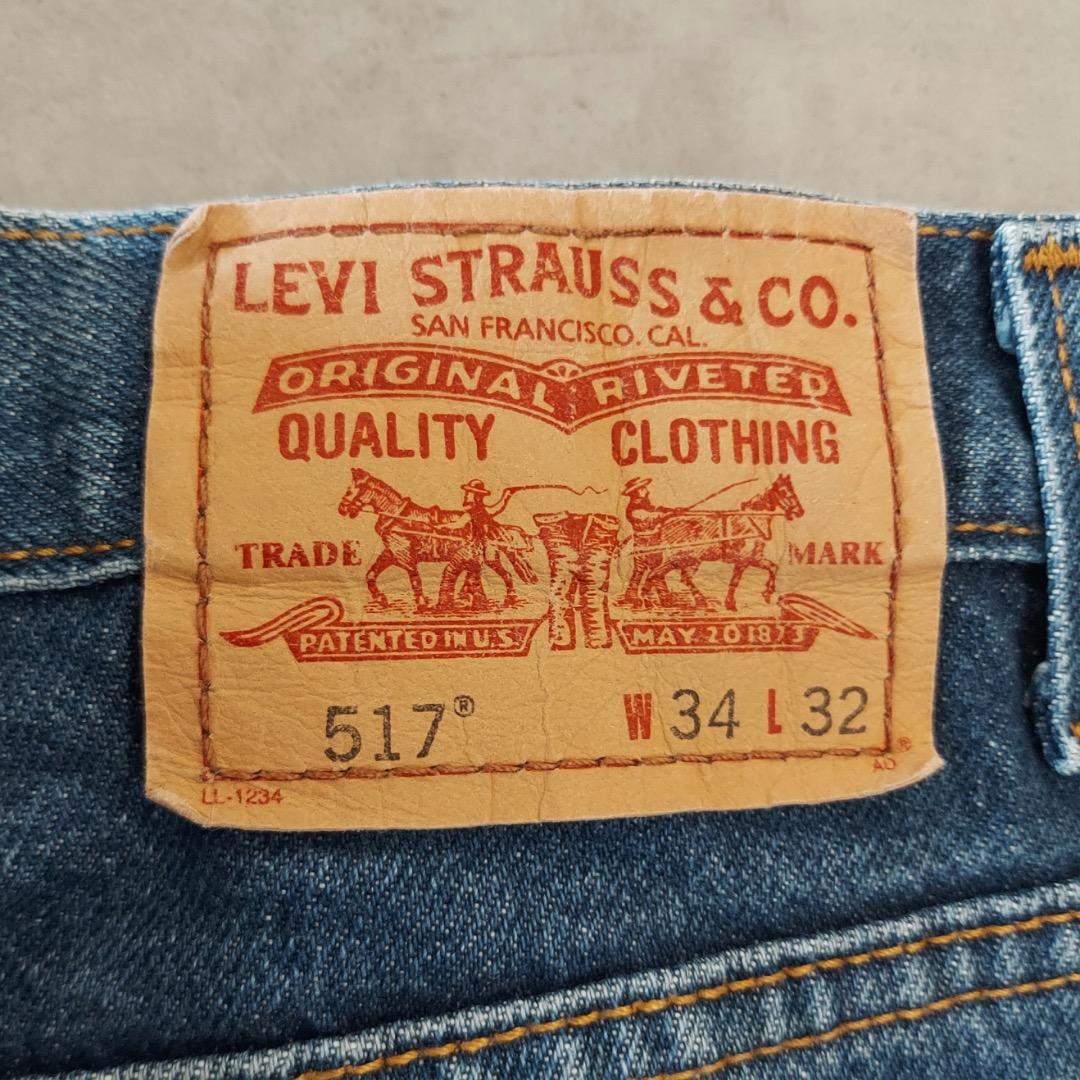 LEVI STRAUSS & CO.
SAN FRANCISCO. CAL.
ORIGINAL RIVETED
QUALITY CLOTHING
TRADE MARK
PATENTED IN U.S. MAY 20 1873
517® W 34 L 32
®
AD
LL-1234